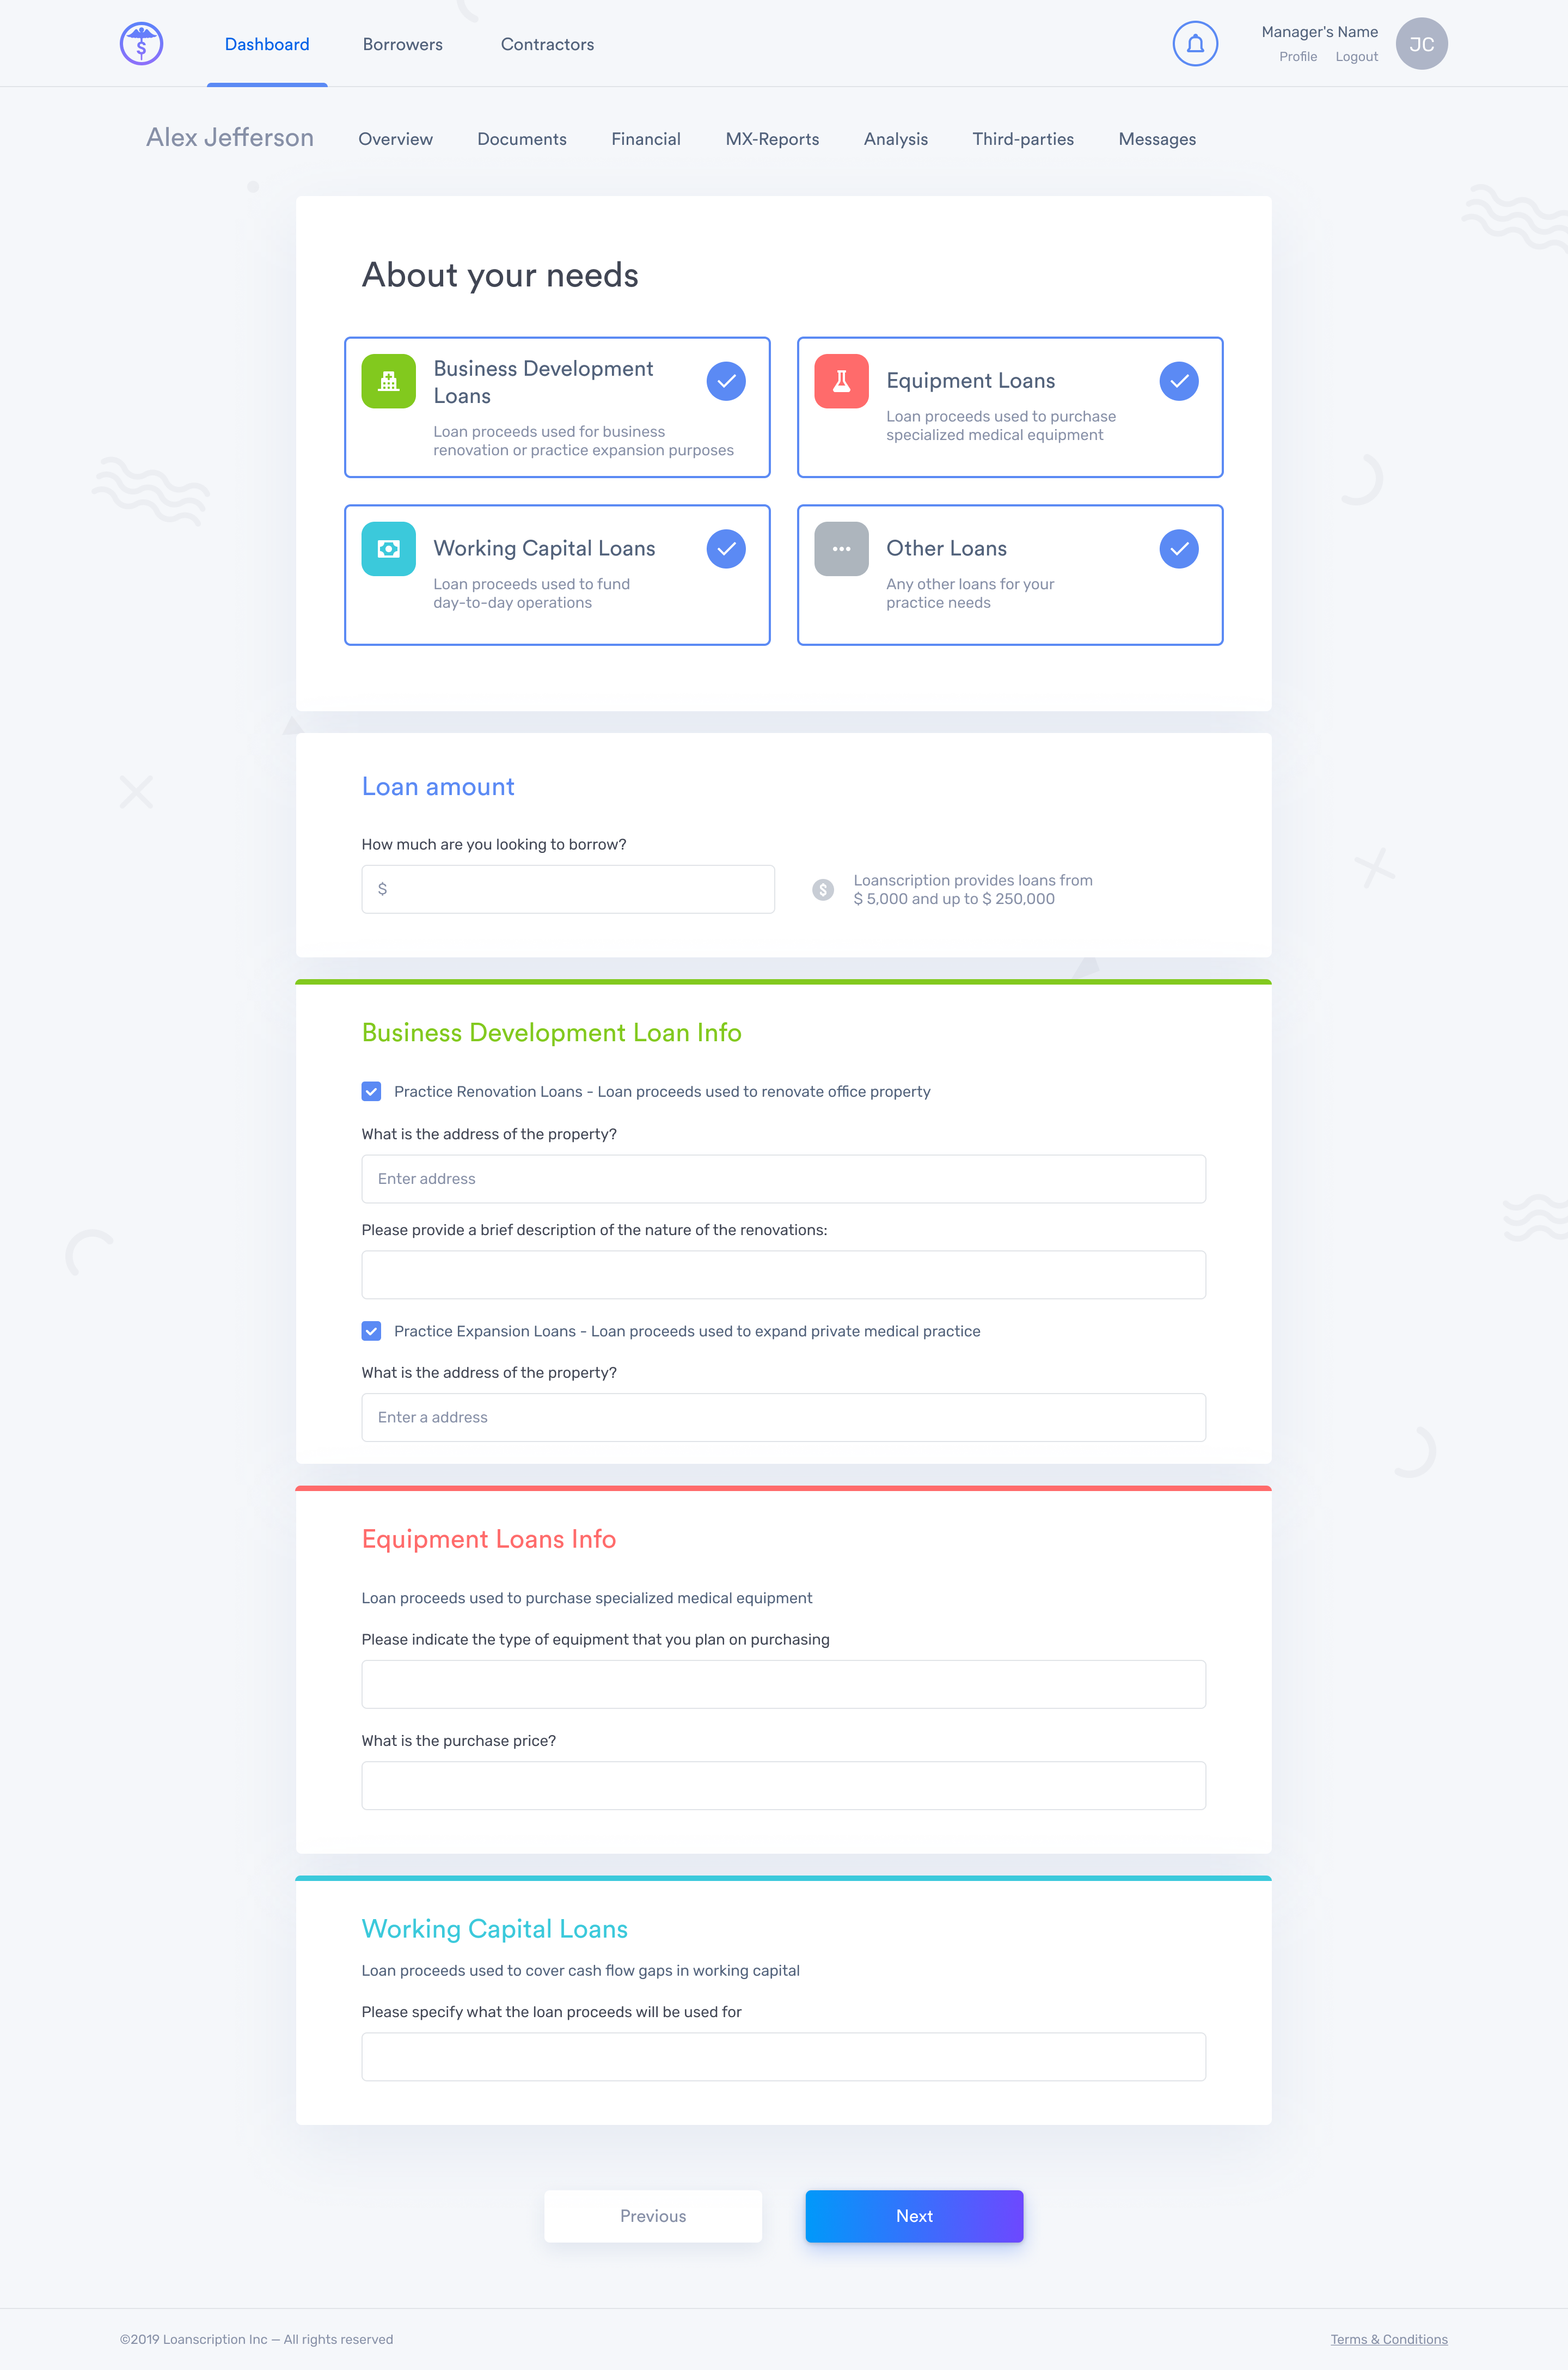 Dashboard
Borrowers
Contractors
Manager's Name
Profile
Logout
JC
Alex Jefferson
Overview
Documents
Financial
MX-Reports
Analysis
Third-parties
Messages
About your needs
Business Development
Loans
Loan proceeds used for business
renovation or practice expansion purposes
Equipment Loans
Loan proceeds used to purchase
specialized medical equipment
Working Capital Loans
Loan proceeds used to fund
day-to-day operations
Other Loans
Any other loans for your
practice needs
Loan amount
How much are you looking to borrow?
$
$
Loanscription provides loans from
$ 5,000 and up to $ 250,000
Business Development Loan Info
Practice Renovation Loans - Loan proceeds used to renovate office property
What is the address of the property?
Enter address
Please provide a brief description of the nature of the renovations:
Practice Expansion Loans - Loan proceeds used to expand private medical practice
What is the address of the property?
Enter a address
Equipment Loans Info
Loan proceeds used to purchase specialized medical equipment
Please indicate the type of equipment that you plan on purchasing
What is the purchase price?
Working Capital Loans
Loan proceeds used to cover cash flow gaps in working capital
Please specify what the loan proceeds will be used for
Previous
Next
©2019 Loanscription Inc — All rights reserved
Terms & Conditions